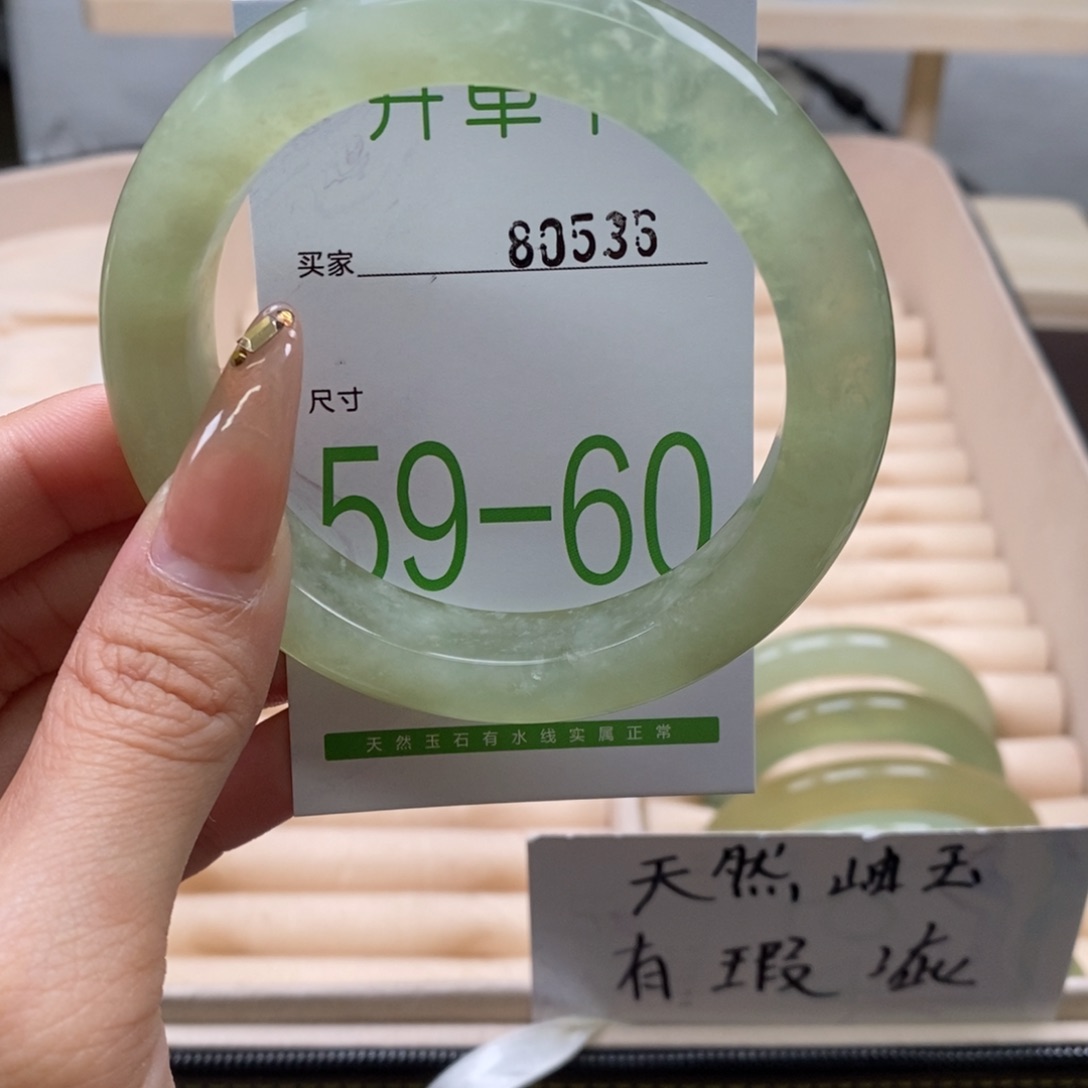 开单卡
买家 80536
尺寸
59-60
天然玉石有水线实属正常
天然岫玉
有瑕疵